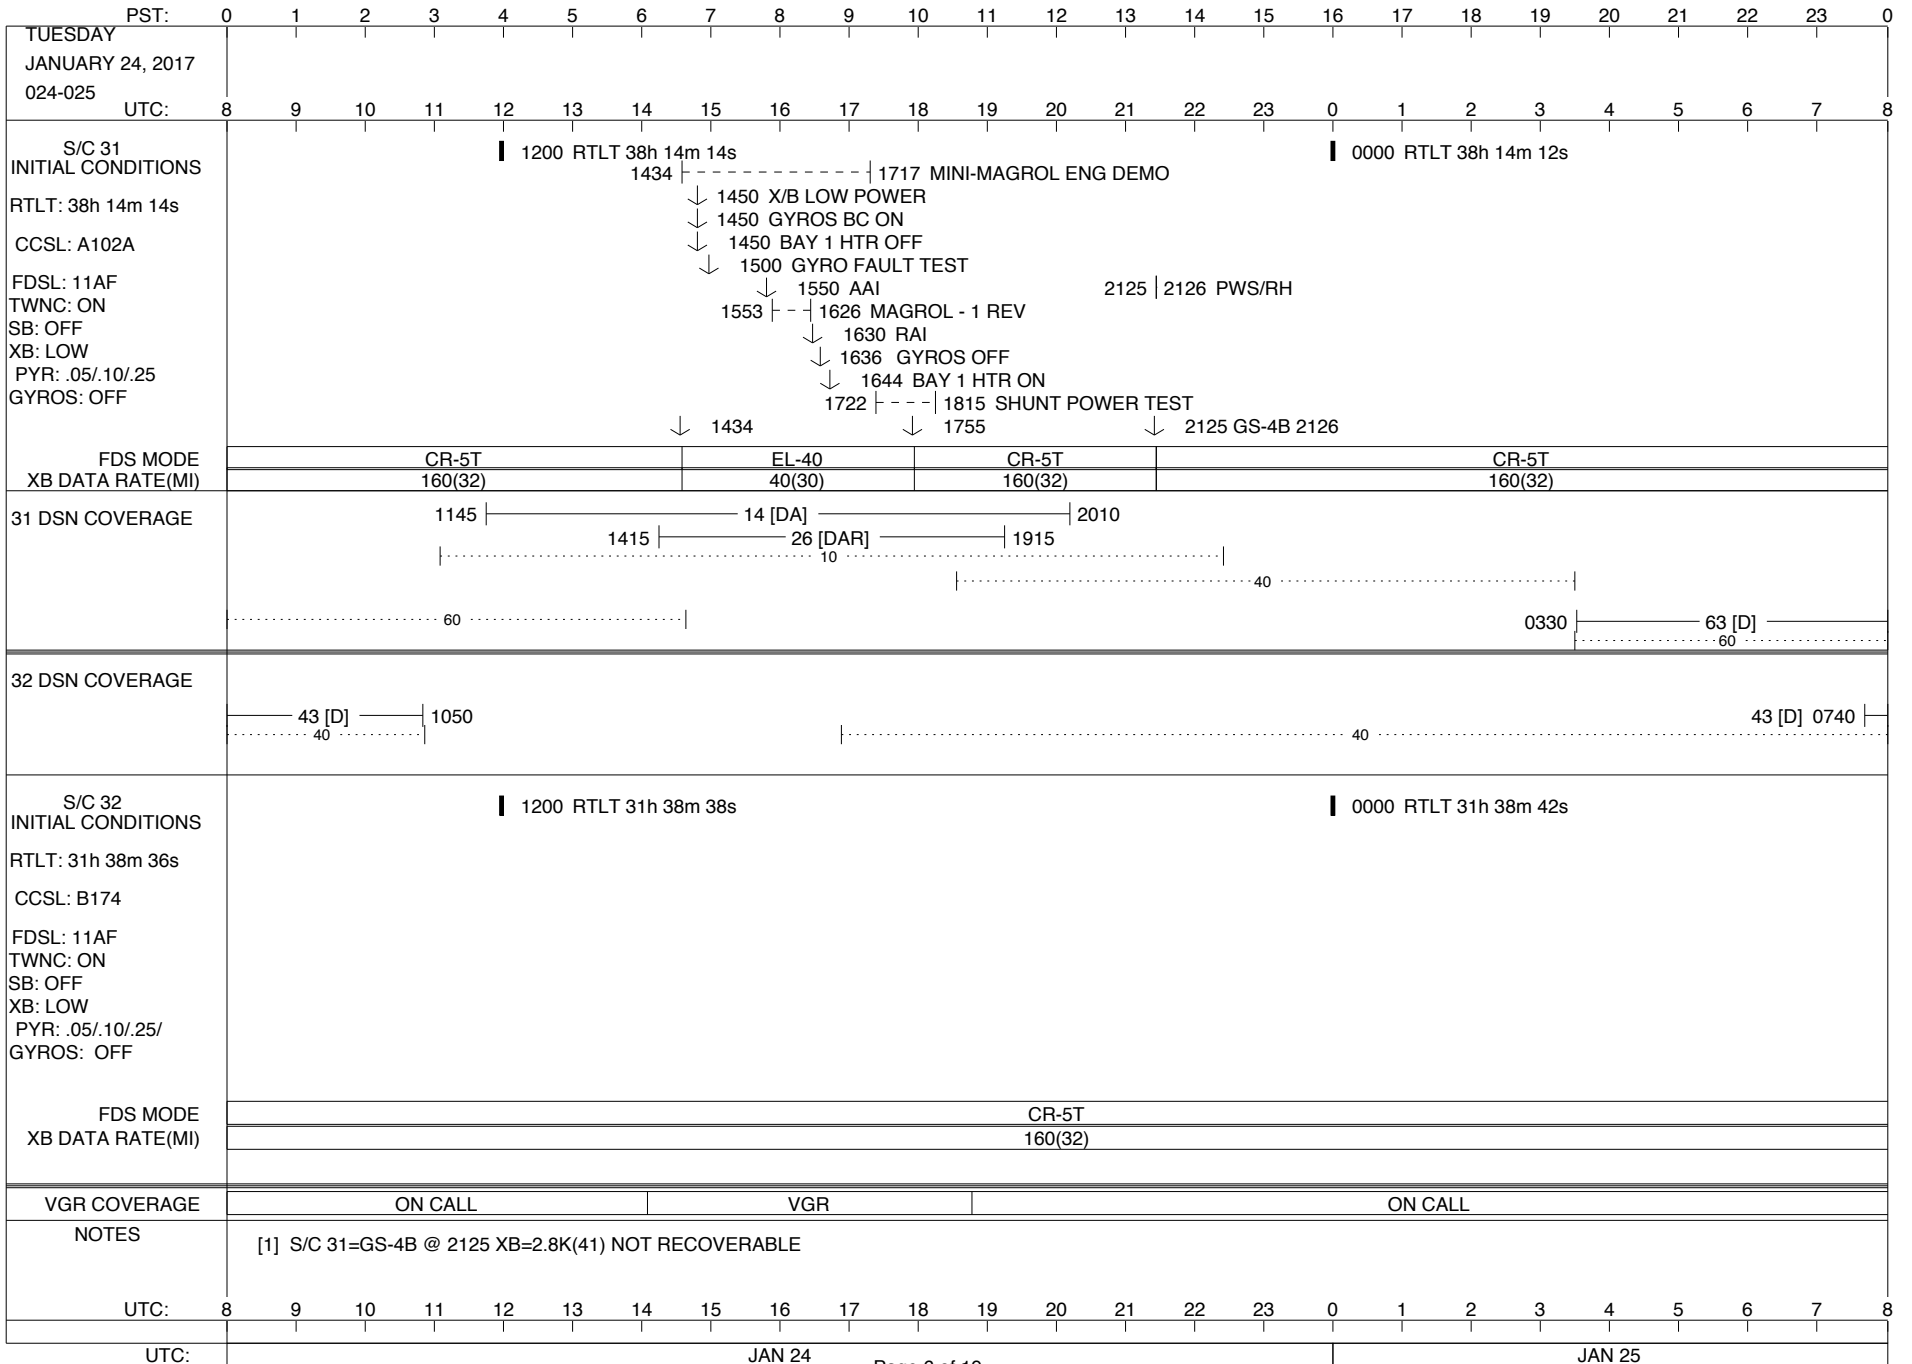 PST: 0 1 2 3 4 5 6 7 8 9 10 11 12 13 14 15 16 17 18 19 20 21 22 23 0
TUESDAY
JANUARY 24, 2017
024-025
UTC: 8 9 10 11 12 13 14 15 16 17 18 19 20 21 22 23 0 1 2 3 4 5 6 7 8
S/C 31
INITIAL CONDITIONS
RTLT: 38h 14m 14s
CCSL: A102A
FDSL: 11AF
TWNC: ON
SB: OFF
XB: LOW
PYR: .05/.10/.25
GYROS: OFF
1200 RTLT 38h 14m 14s
0000 RTLT 38h 14m 12s
1434 1717 MINI-MAGROL ENG DEMO
1450 X/B LOW POWER
1450 GYROS BC ON
1450 BAY 1 HTR OFF
1500 GYRO FAULT TEST
1550 AAI
2125 2126 PWS/RH
1553 1626 MAGROL - 1 REV
1630 RAI
1636 GYROS OFF
1644 BAY 1 HTR ON
1722 1815 SHUNT POWER TEST
1434 1755 2125 GS-4B 2126
FDS MODE CR-5T EL-40 CR-5T CR-5T
XB DATA RATE(MI) 160(32) 40(30) 160(32) 160(32)
31 DSN COVERAGE
1145 14 [DA] 2010
1415 26 [DAR] 1915
10
40
60
0330 63 [D]
60
32 DSN COVERAGE
43 [D] 1050
43 [D] 0740
40
40
S/C 32
INITIAL CONDITIONS
RTLT: 31h 38m 36s
CCSL: B174
FDSL: 11AF
TWNC: ON
SB: OFF
XB: LOW
PYR: .05/.10/.25/
GYROS: OFF
1200 RTLT 31h 38m 38s
0000 RTLT 31h 38m 42s
FDS MODE CR-5T
XB DATA RATE(MI) 160(32)
VGR COVERAGE ON CALL VGR ON CALL
NOTES
[1] S/C 31=GS-4B @ 2125 XB=2.8K(41) NOT RECOVERABLE
UTC: 8 9 10 11 12 13 14 15 16 17 18 19 20 21 22 23 0 1 2 3 4 5 6 7 8
UTC: JAN 24 JAN 25